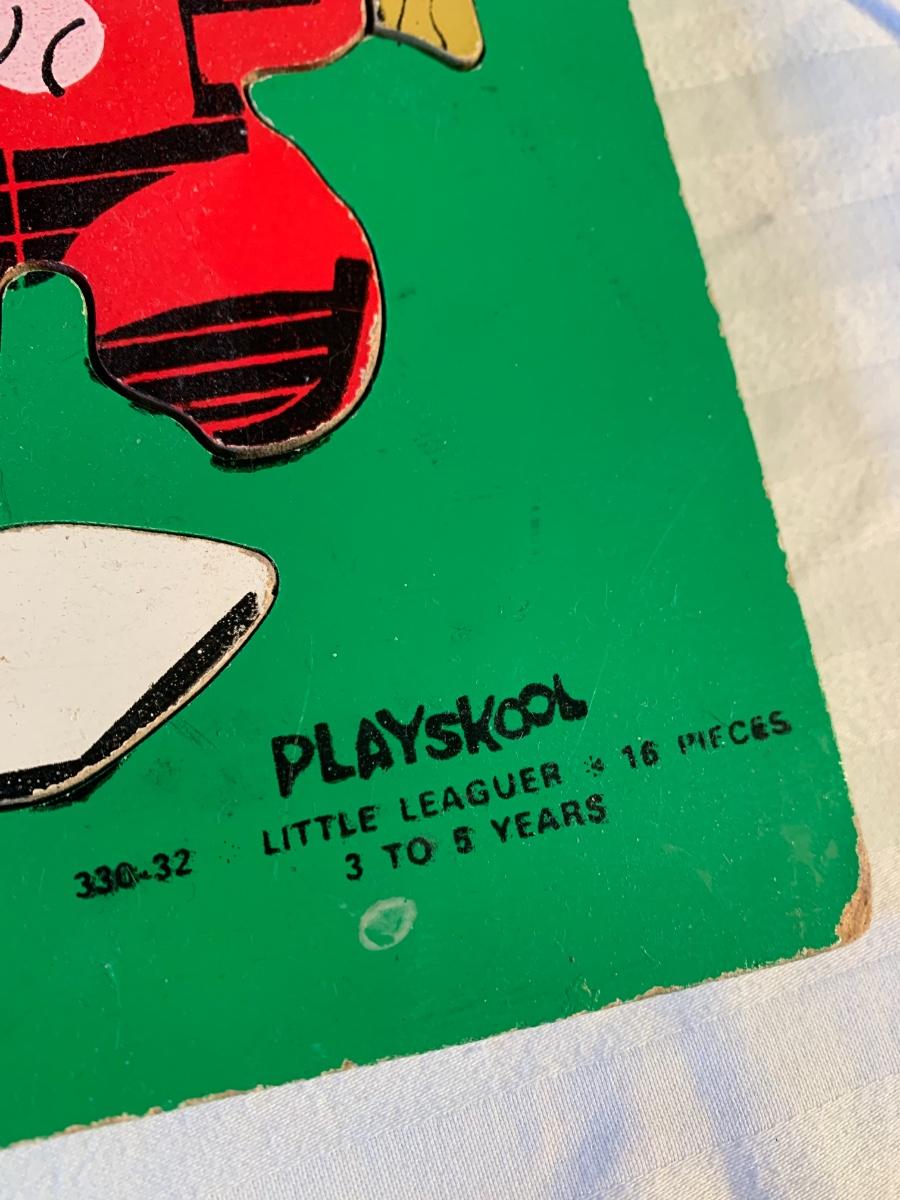 PLAYSKOOL
LITTLE LEAGUER * 16 PIECES
330-32 3 TO 5 YEARS